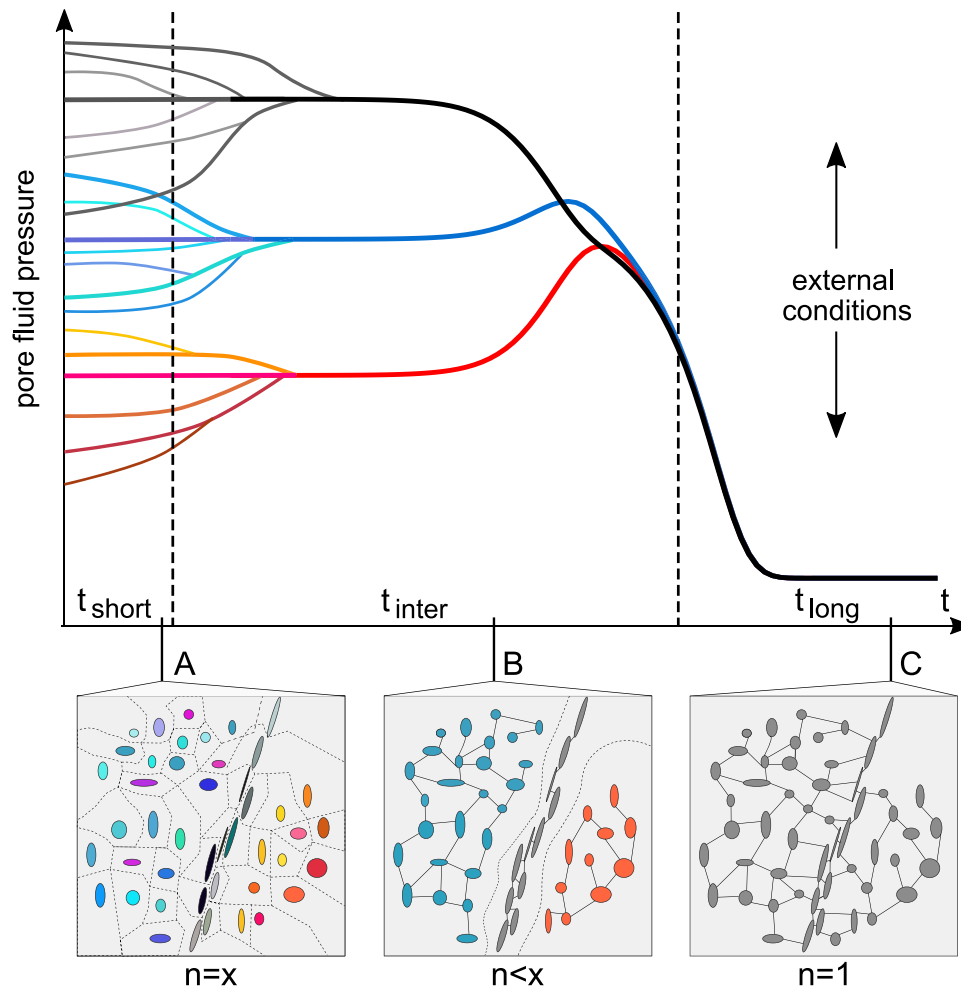 pore fluid pressure
external
conditions
t short
t inter
t long
t
A
B
C
n=x
n<x
n=1